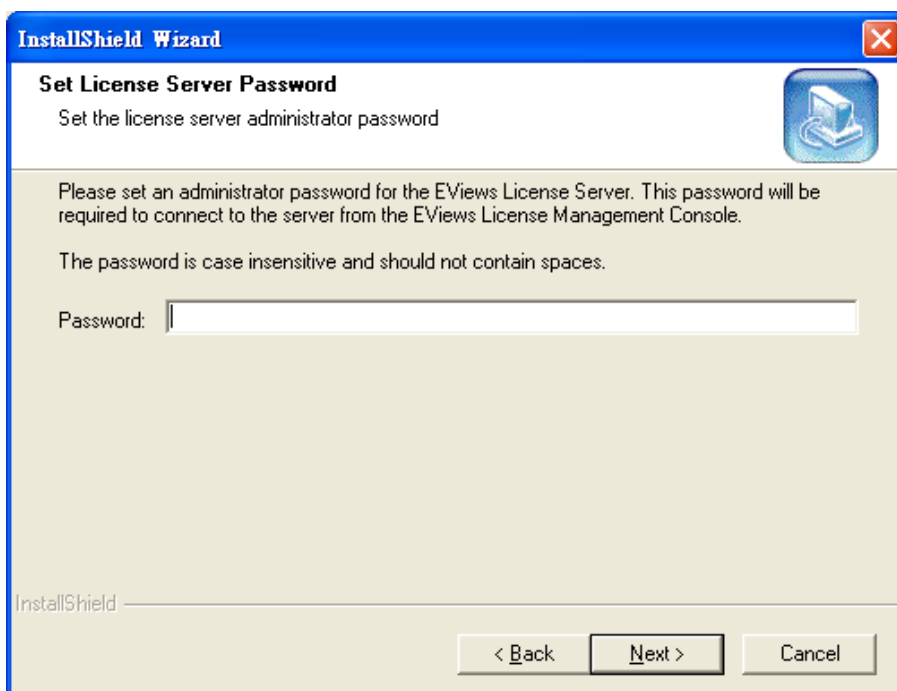 InstallShield Wizard
Set License Server Password
Set the license server administrator password
Please set an administrator password for the EViews License Server. This password will be
required to connect to the server from the EViews License Management Console.
The password is case insensitive and should not contain spaces.
Password:
InstallShield
< Back Next > Cancel